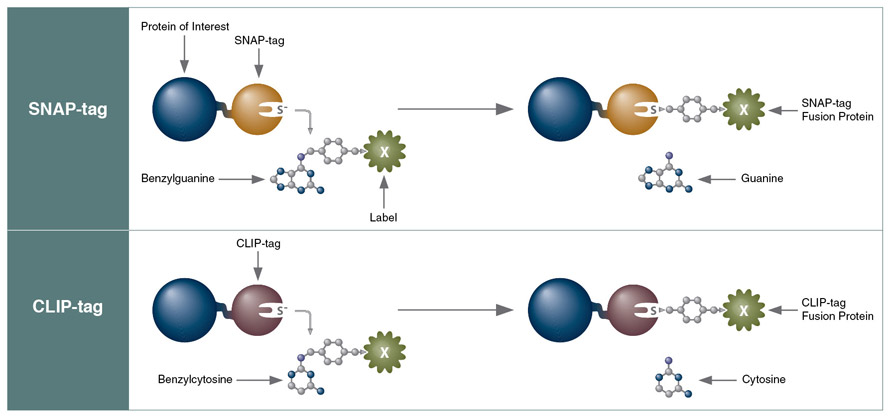 SNAP-tag
Protein of Interest
SNAP-tag
S-
Benzylguanine
X
Label
S
X
SNAP-tag
Fusion Protein
Guanine
CLIP-tag
CLIP-tag
S-
Benzylcytosine
X
S
X
CLIP-tag
Fusion Protein
Cytosine